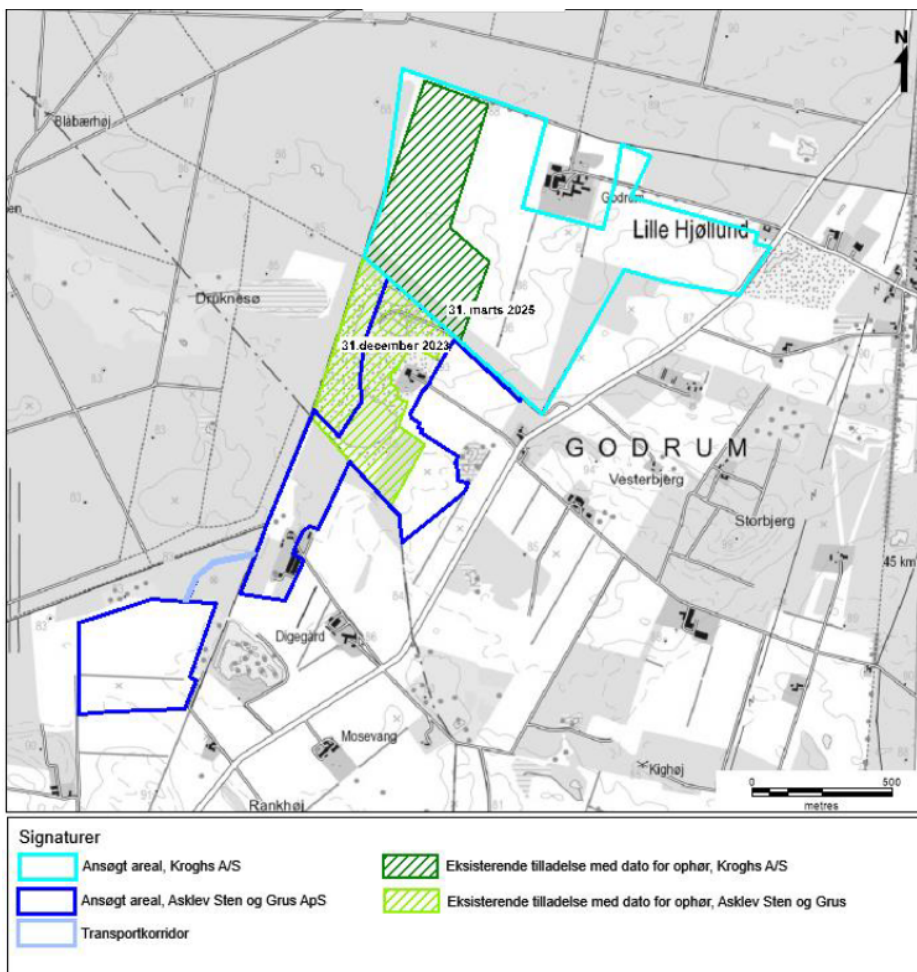 N
Blåbærhøj
Godrum
Lille Hjøllund
Druknesø
31. marts 2025
31.december 2023
GODRUM
Vesterbjerg
Storbjerg
45 km
Digegård
Mosevang
Kighøj
Rankhøj
0 500
metres
Signaturer
Ansøgt areal, Kroghs A/S
Eksisterende tilladelse med dato for ophør, Kroghs A/S
Ansøgt areal, Asklev Sten og Grus ApS
Eksisterende tilladelse med dato for ophør, Asklev Sten og Grus
Transportkorridor